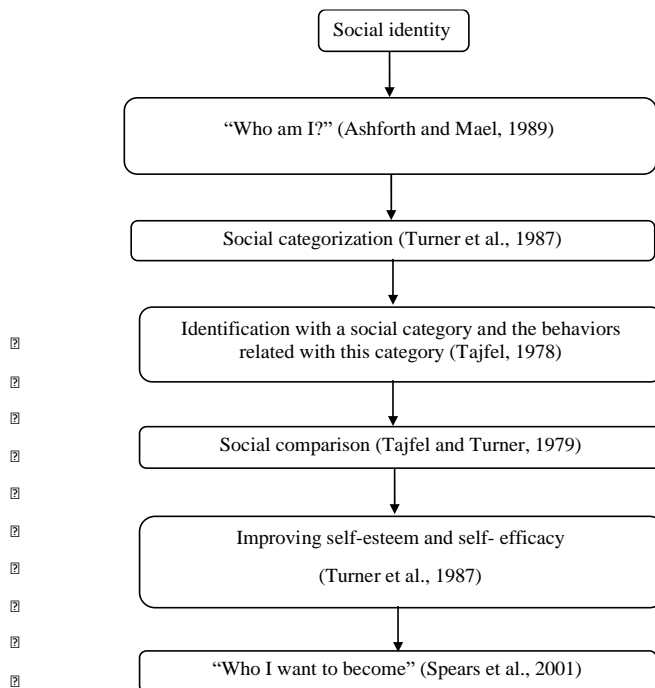 Social identity
“Who am I?” (Ashforth and Mael, 1989)
Social categorization (Turner et al., 1987)
Identification with a social category and the behaviors
related with this category (Tajfel, 1978)
Social comparison (Tajfel and Turner, 1979)
Improving self-esteem and self- efficacy
(Turner et al., 1987)
“Who I want to become” (Spears et al., 2001)